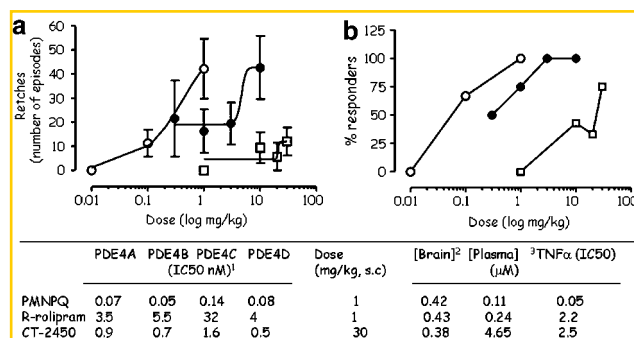 a
b
60
50
40
30
20
10
0
Retches
(number of episodes)
0.01 0.1 1 10 100
Dose (log mg/kg)
125
100
75
50
25
0
% responders
0.01 0.1 1 10 100
Dose (log mg/kg)
PDE4A PDE4B PDE4C PDE4D Dose [Brain]2 [Plasma] 3TNFα (IC50)
(IC50 nM)1 (mg/kg, s.c) (μM)
PMNPQ 0.07 0.05 0.14 0.08 1 0.42 0.11 0.05
R-rolipram 3.5 5.5 32 4 1 0.43 0.24 2.2
CT-2450 0.9 0.7 1.6 0.5 30 0.38 4.65 2.5